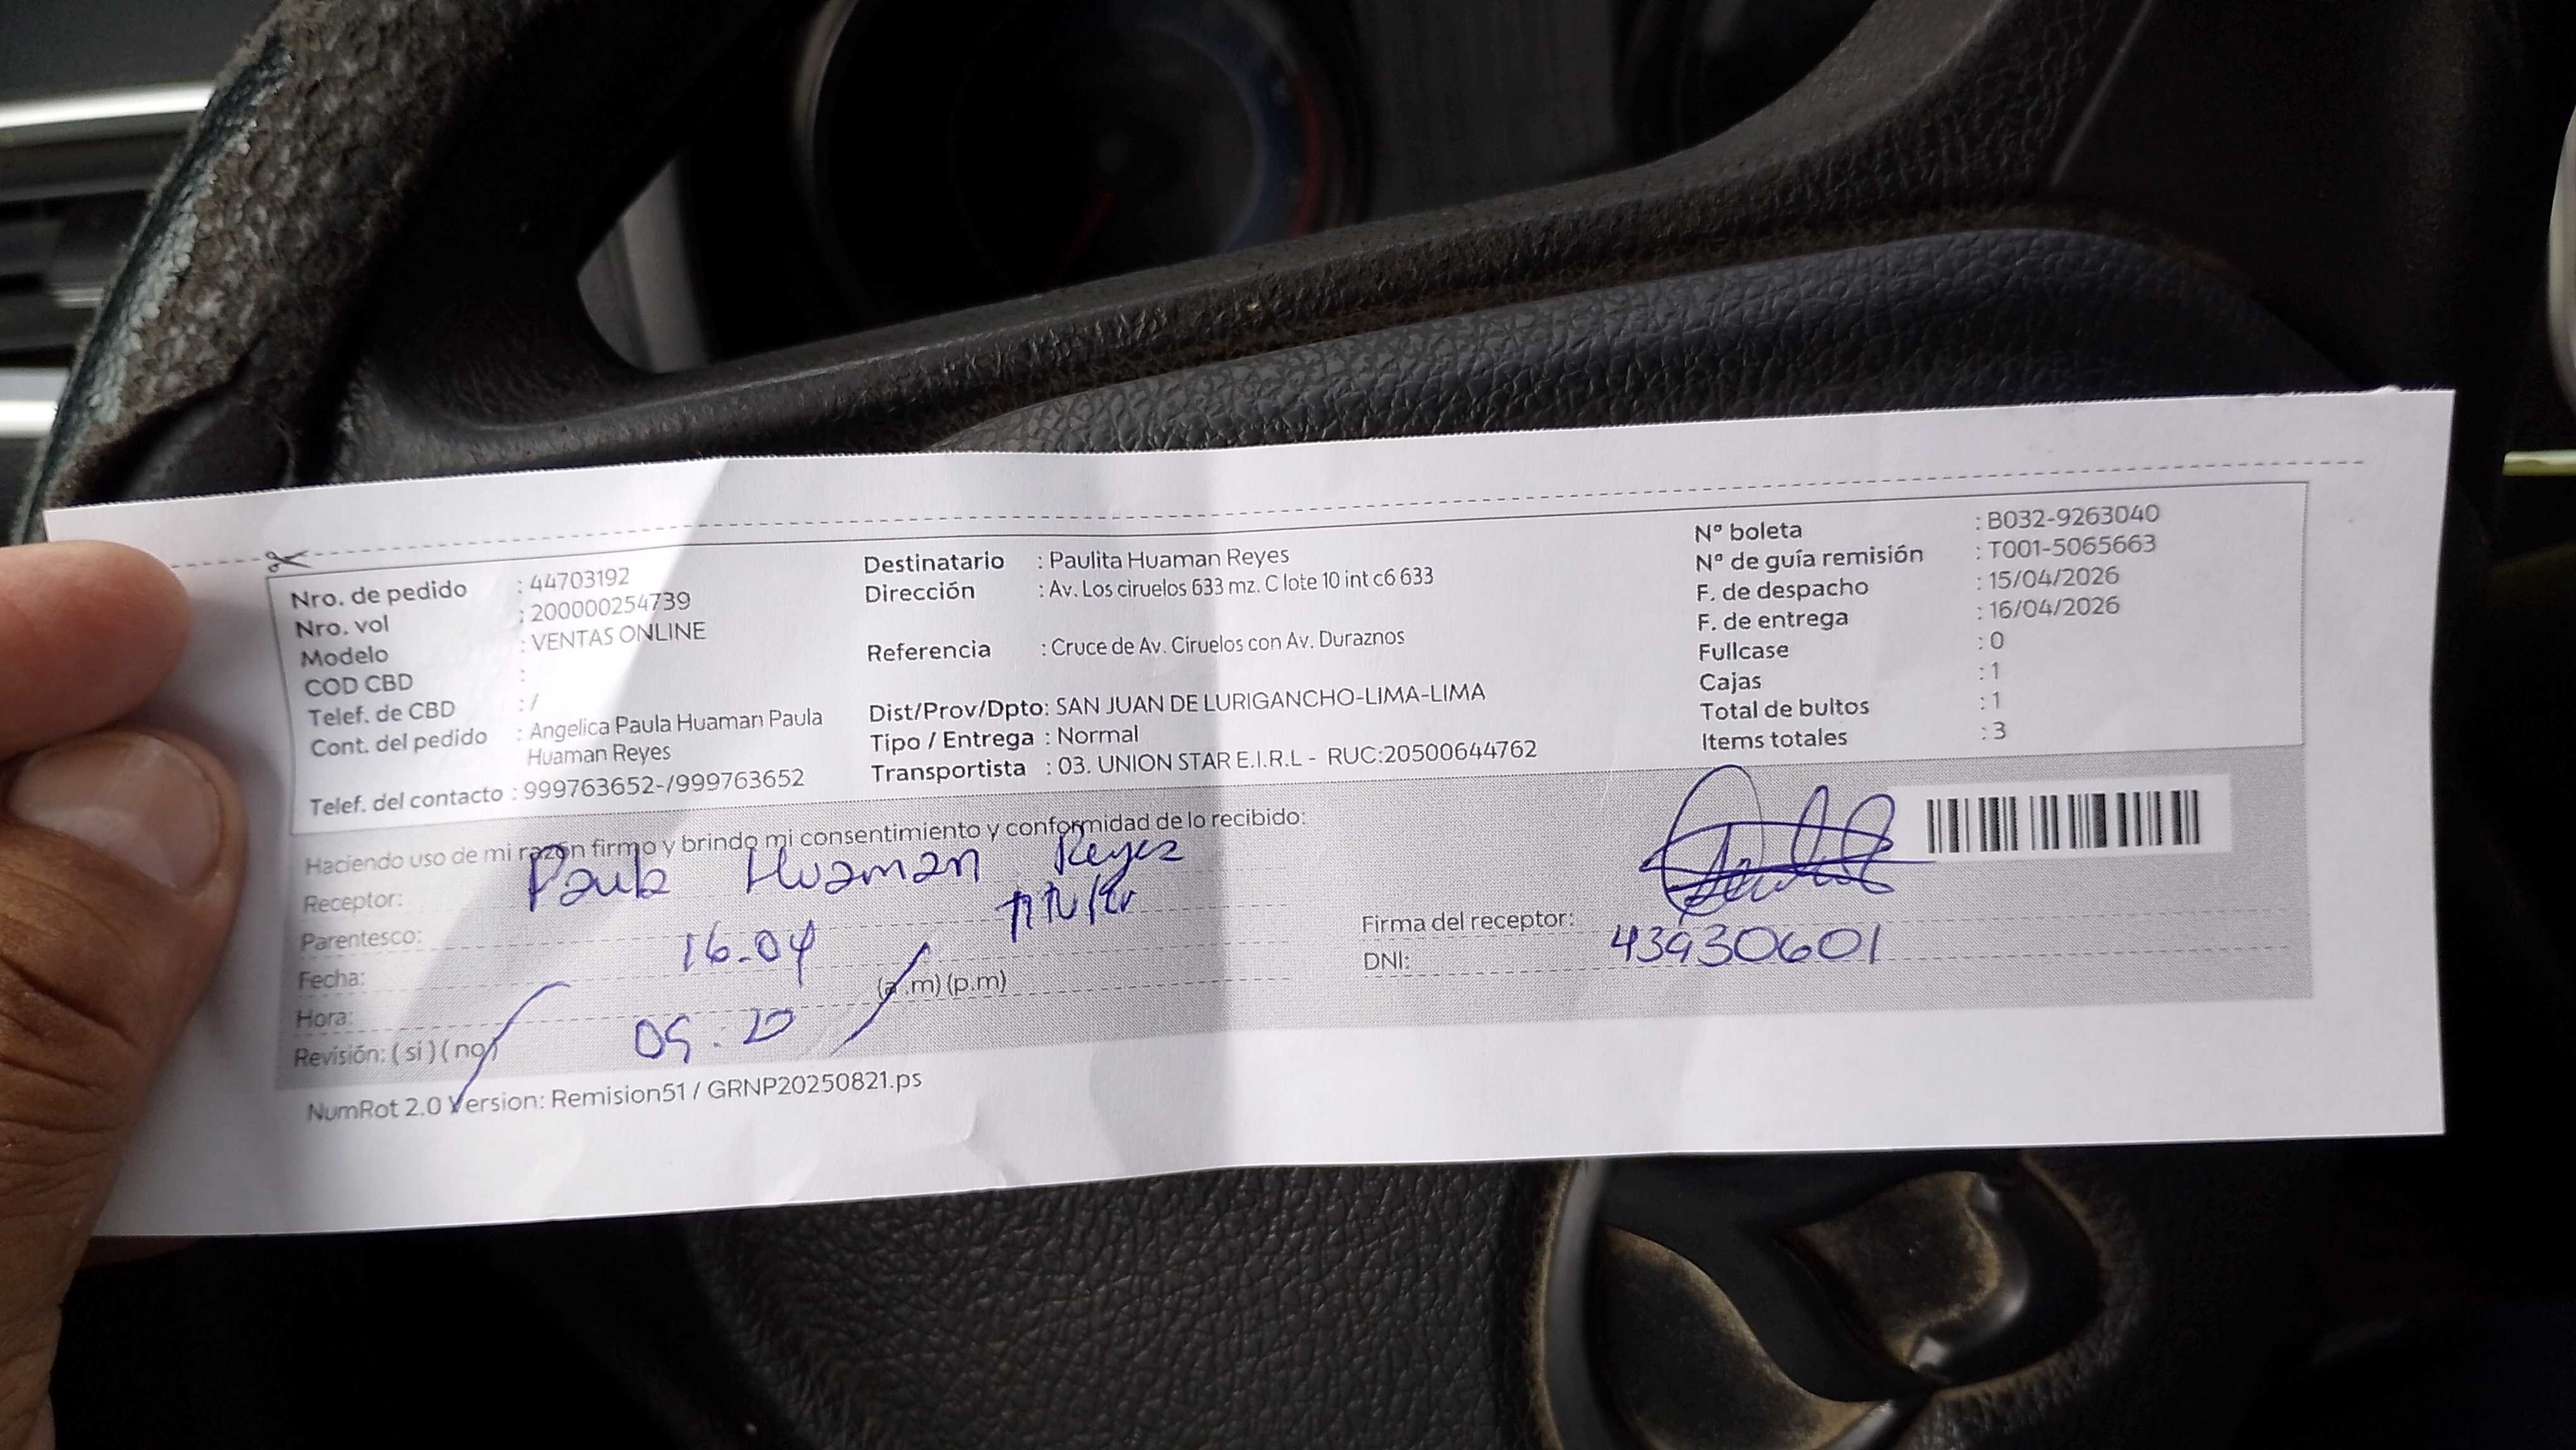 Nro. de pedido : 44703192
Nro. vol : 200000254739
Modelo : VENTAS ONLINE
COD CBD :
Telef. de CBD : /
Cont. del pedido : Angelica Paula Huaman Paula
Huaman Reyes
Telef. del contacto : 999763652-/999763652
Destinatario : Paulita Huaman Reyes
Dirección : Av. Los ciruelos 633 mz. C lote 10 int c6 633
Referencia : Cruce de Av. Ciruelos con Av. Duraznos
Dist/Prov/Dpto: SAN JUAN DE LURIGANCHO-LIMA-LIMA
Tipo / Entrega : Normal
Transportista : 03. UNION STAR E.I.R.L - RUC:20500644762
Nº boleta : B032-9263040
Nº de guía remisión : T001-5065663
F. de despacho : 15/04/2026
F. de entrega : 16/04/2026
Fullcase : 0
Cajas : 1
Total de bultos : 1
Items totales : 3
Haciendo uso de mi razón firmo y brindo mi consentimiento y conformidad de lo recibido:
Receptor: Paula Huaman Reyes
Parentesco: titular
Fecha: 16-04
Hora: (a.m) (p.m)
Revisión: ( si ) ( no )
Firma del receptor:
DNI: 43930601
NumRot 2.0 Version: Remision51 / GRNP20250821.ps